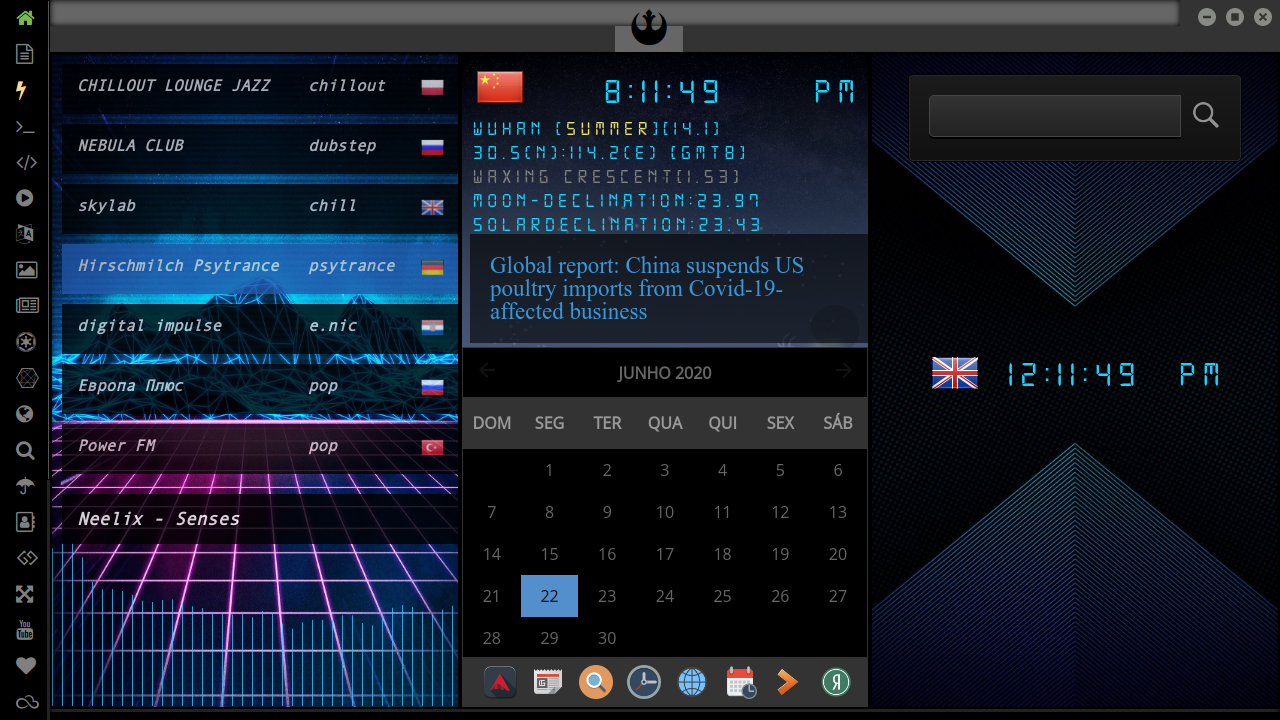 CHILLOUT LOUNGE JAZZ chillout
NEBULA CLUB dubstep
skylab chill
Hirschmilch Psytrance psytrance
digital impulse e.nic
Европа Плюс pop
Power FM pop
Neelix - Senses
8:11:49 PM
WUHAN [SUMMER][14.1]
30.5(N):114.2(E) [GMT8]
WAXING CRESCENT(1.53)
MOON-DECLINATION:23.97
SOLARDECLINATION:23.43
Global report: China suspends US
poultry imports from Covid-19-
affected business
JUNHO 2020
DOM SEG TER QUA QUI SEX SÁB
1 2 3 4 5 6
7 8 9 10 11 12 13
14 15 16 17 18 19 20
21 22 23 24 25 26 27
28 29 30
Я
12:11:49 PM
You
Tube